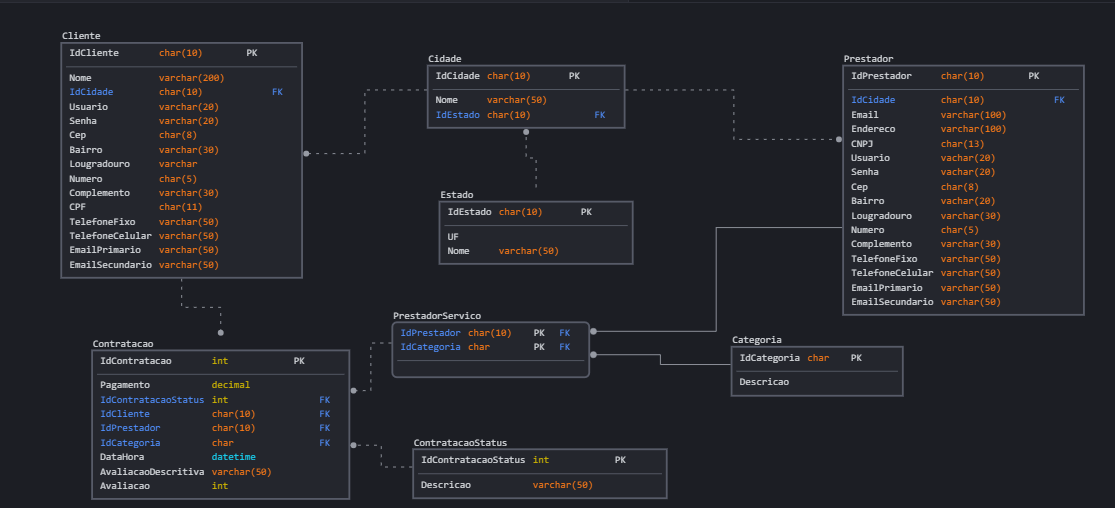 Cliente
IdCliente char(10) PK
Nome varchar(200)
IdCidade char(10) FK
Usuario varchar(20)
Senha varchar(20)
Cep char(8)
Bairro varchar(30)
Lougradouro varchar
Numero char(5)
Complemento varchar(30)
CPF char(11)
TelefoneFixo varchar(50)
TelefoneCelular varchar(50)
EmailPrimario varchar(50)
EmailSecundario varchar(50)
Cidade
IdCidade char(10) PK
Nome varchar(50)
IdEstado char(10) FK
Estado
IdEstado char(10) PK
UF
Nome varchar(50)
Prestador
IdPrestador char(10) PK
IdCidade char(10) FK
Email varchar(100)
Endereco varchar(100)
CNPJ char(13)
Usuario vachar(20)
Senha vachar(20)
Cep char(8)
Bairro vachar(20)
Lougradouro varchar(30)
Numero char(5)
Complemento varchar(30)
TelefoneFixo varchar(50)
TelefoneCelular varchar(50)
EmailPrimario varchar(50)
EmailSecundario varchar(50)
PrestadorServico
IdPrestador char(10) PK FK
IdCategoria char PK FK
Categoria
IdCategoria char PK
Descricao
Contratacao
IdContratacao int PK
Pagamento decimal
IdContratacaoStatus int FK
IdCliente char(10) FK
IdPrestador char(10) FK
IdCategoria char FK
DataHora datetime
AvaliacaoDescritiva varchar(50)
Avaliacao int
ContratacaoStatus
IdContratacaoStatus int PK
Descricao varchar(50)